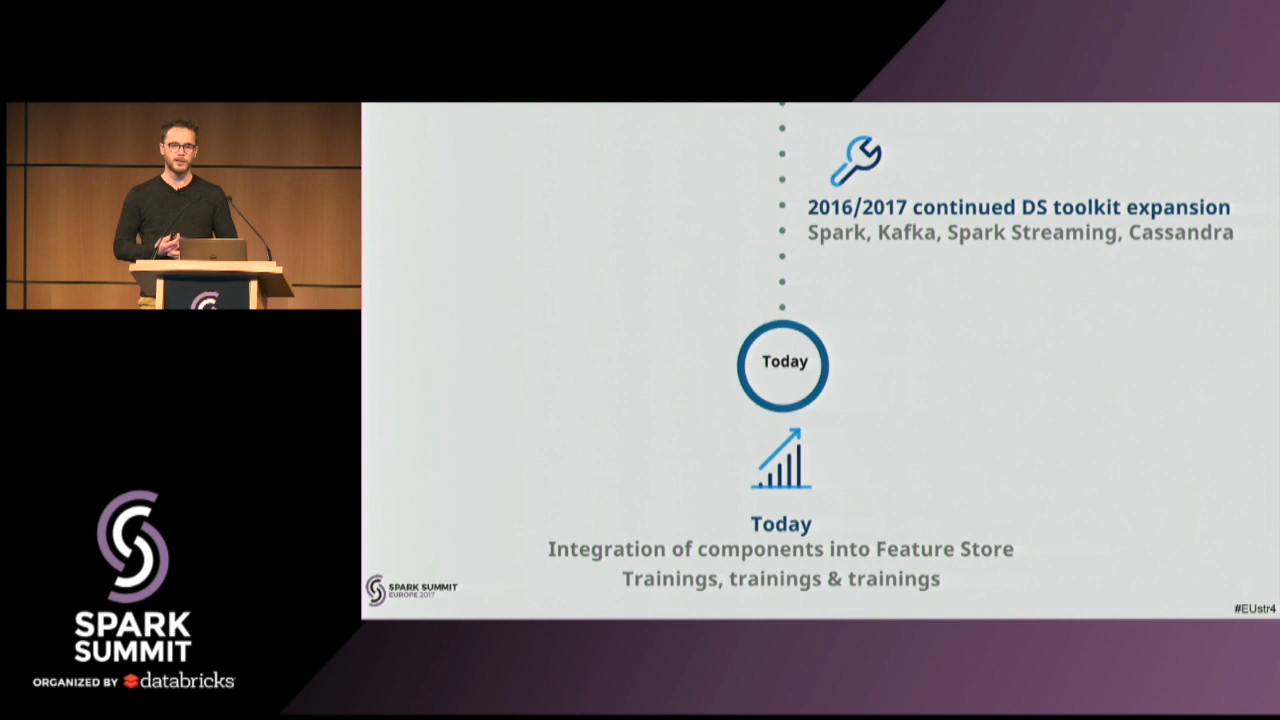 2016/2017 continued DS toolkit expansion
Spark, Kafka, Spark Streaming, Cassandra
Today
Today
Integration of components into Feature Store
Trainings, trainings & trainings
SPARK SUMMIT
EUROPE 2017
#EUstr4
SPARK
SUMMIT
ORGANIZED BY databricks